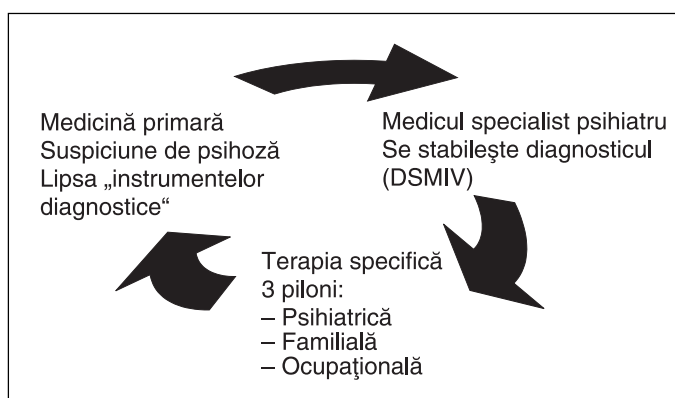 Medicină primară
Suspiciune de psihoză
Lipsa „instrumentelor
diagnostice“
Medicul specialist psihiatru
Se stabileşte diagnosticul
(DSMIV)
Terapia specifică
3 piloni:
– Psihiatrică
– Familială
– Ocupaţională